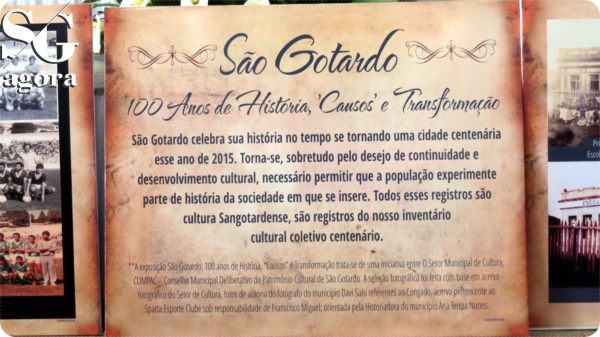 SG
agora
São Gotardo
100 Anos de História, 'Causos' e Transformação
São Gotardo celebra sua história no tempo se tornando uma cidade centenária
esse ano de 2015. Torna-se, sobretudo pelo desejo de continuidade e
desenvolvimento cultural, necessário permitir que a população experimente
parte de história da sociedade em que se insere. Todos esses registros são
cultura Sangotardense, são registros do nosso inventário
cultural coletivo centenário.
**A exposição São Gotardo: 100 anos de História, "Causos" e Transformação trata-se de uma iniciativa entre O Setor Municipal de Cultura,
COMPAC – Conselho Municipal Deliberativo do Patrimônio Cultural de São Gotardo. A seleção fotográfica foi feita com base em acervo
fotográfico do Setor de Cultura, fotos de autoria do fotógrafo do município Davi Sato referentes ao Congado, acervo pertencente ao
Sparta Esporte Clube sob responsabilidade de Franscisco Miguel; orientada pela Historiadora do município Ana Nunes.